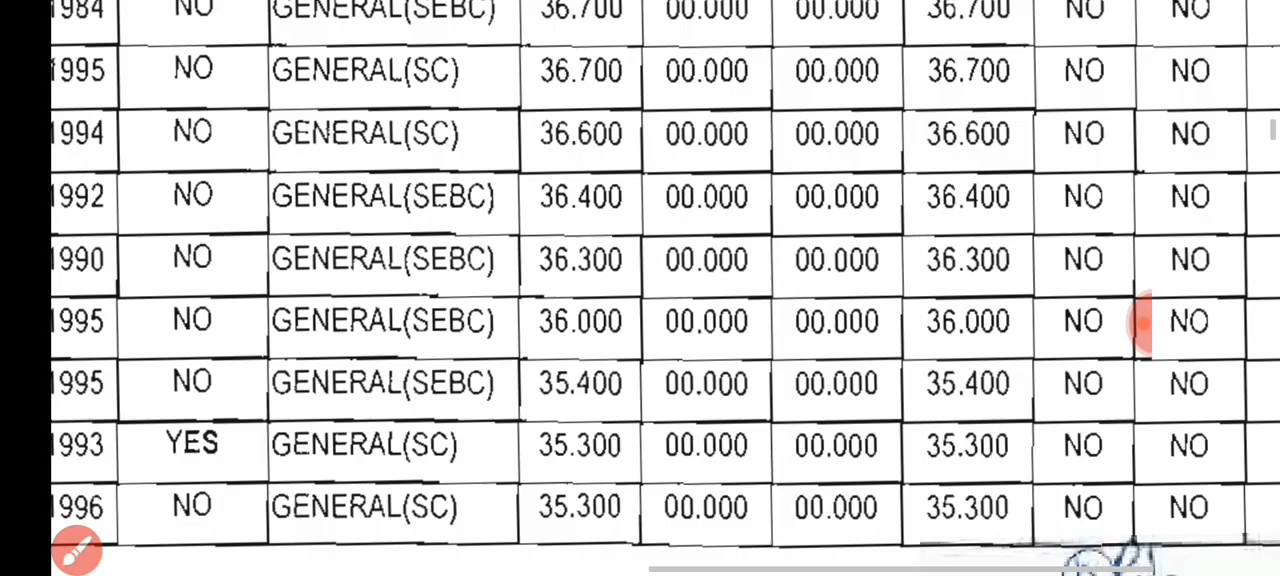 1984 NO GENERAL(SEBC) 36.700 00.000 00.000 36.700 NO NO
1995 NO GENERAL(SC) 36.700 00.000 00.000 36.700 NO NO
1994 NO GENERAL(SC) 36.600 00.000 00.000 36.600 NO NO
1992 NO GENERAL(SEBC) 36.400 00.000 00.000 36.400 NO NO
1990 NO GENERAL(SEBC) 36.300 00.000 00.000 36.300 NO NO
1995 NO GENERAL(SEBC) 36.000 00.000 00.000 36.000 NO NO
1995 NO GENERAL(SEBC) 35.400 00.000 00.000 35.400 NO NO
1993 YES GENERAL(SC) 35.300 00.000 00.000 35.300 NO NO
1996 NO GENERAL(SC) 35.300 00.000 00.000 35.300 NO NO